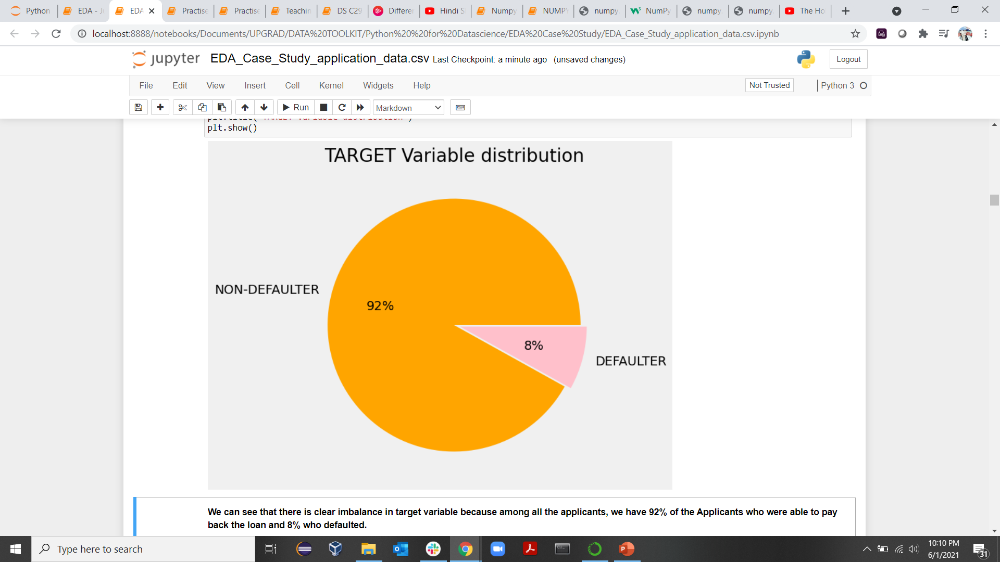 Python
EDA - J
EDA
Practise
Practise
Teachin
DS C29
Differen
Hindi S
Numpy
NUMPY
numpy.
NumPy
numpy.
numpy.
The Ho
localhost:8888/notebooks/Documents/UPGRAD/DATA%20TOOLKIT/Python%20%20for%20Datascience/EDA%20Case%20Study/EDA_Case_Study_application_data.csv.ipynb
jupyter EDA_Case_Study_application_data.csv Last Checkpoint: a minute ago (unsaved changes)
Logout
File Edit View Insert Cell Kernel Widgets Help
Not Trusted
Python 3
Run
Markdown
plt.title("TARGET Variable distribution")
plt.show()
TARGET Variable distribution
NON-DEFAULTER
92%
8%
DEFAULTER
We can see that there is clear imbalance in target variable because among all the applicants, we have 92% of the Applicants who were able to pay
back the loan and 8% who defaulted.
Type here to search
10:10 PM
6/1/2021
31